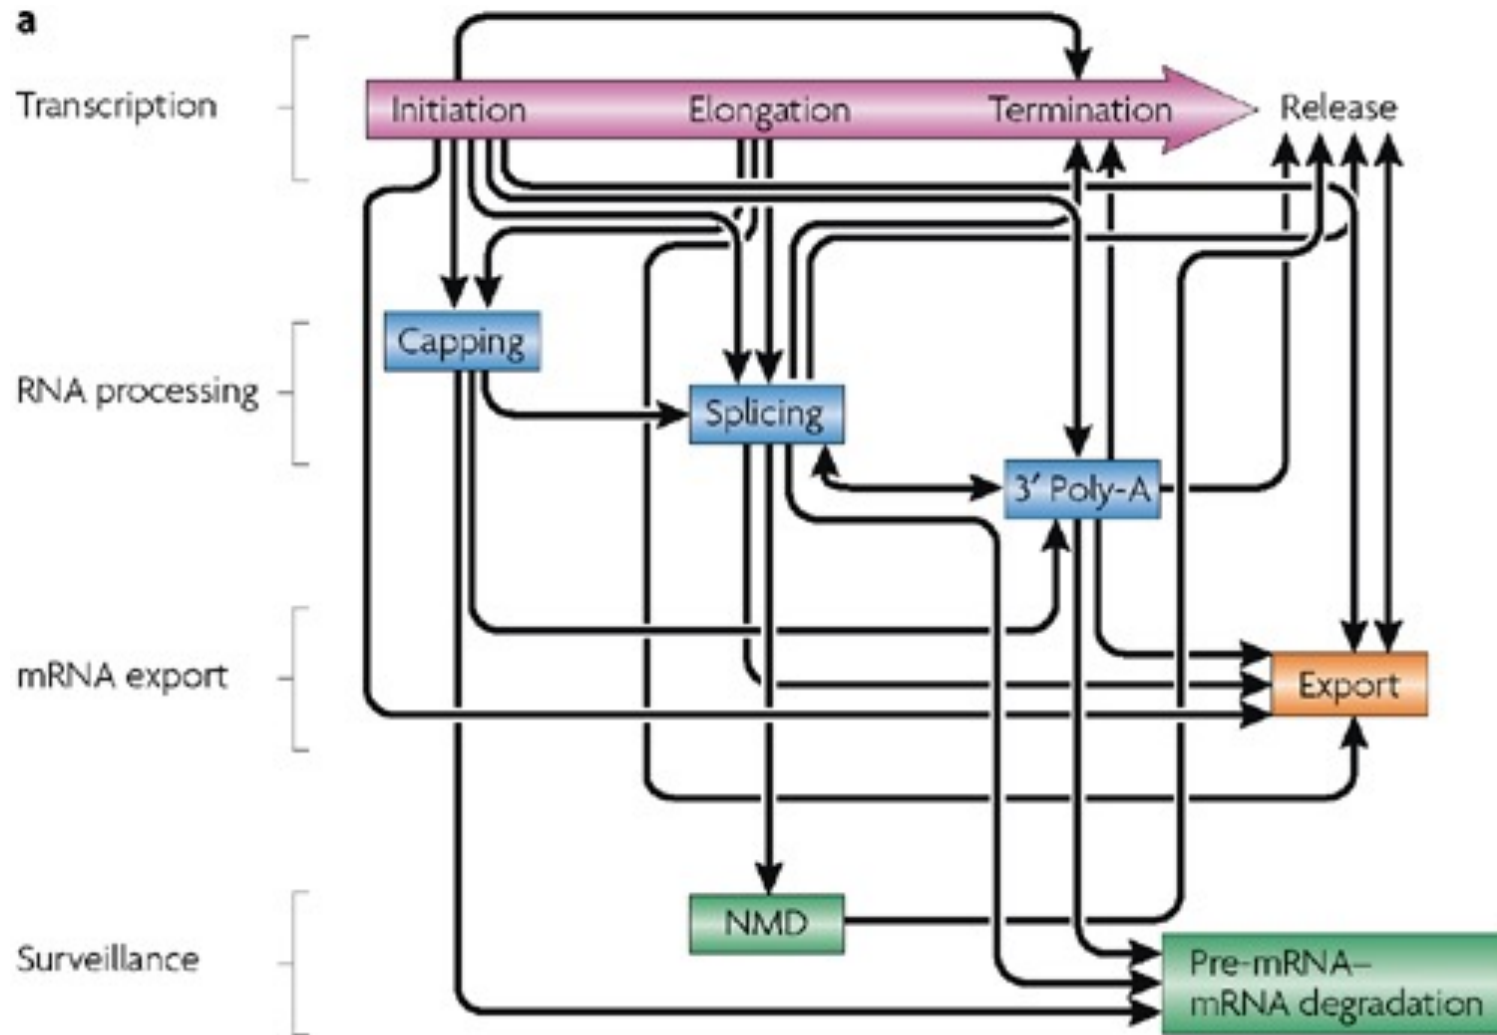 a
Transcription
Initiation
Elongation
Termination
Release
Capping
RNA processing
Splicing
3′ Poly-A
mRNA export
Export
NMD
Surveillance
Pre-mRNA–
mRNA degradation